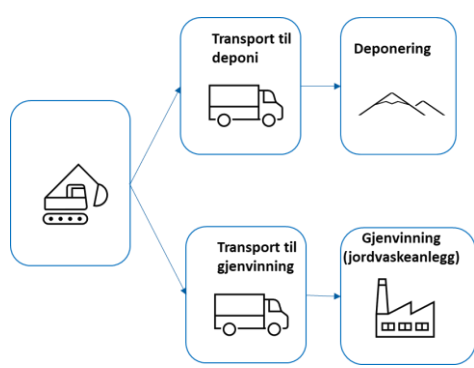 Transport til
deponi
Deponering
Transport til
gjenvinning
Gjenvinning
(jordvaskeanlegg)